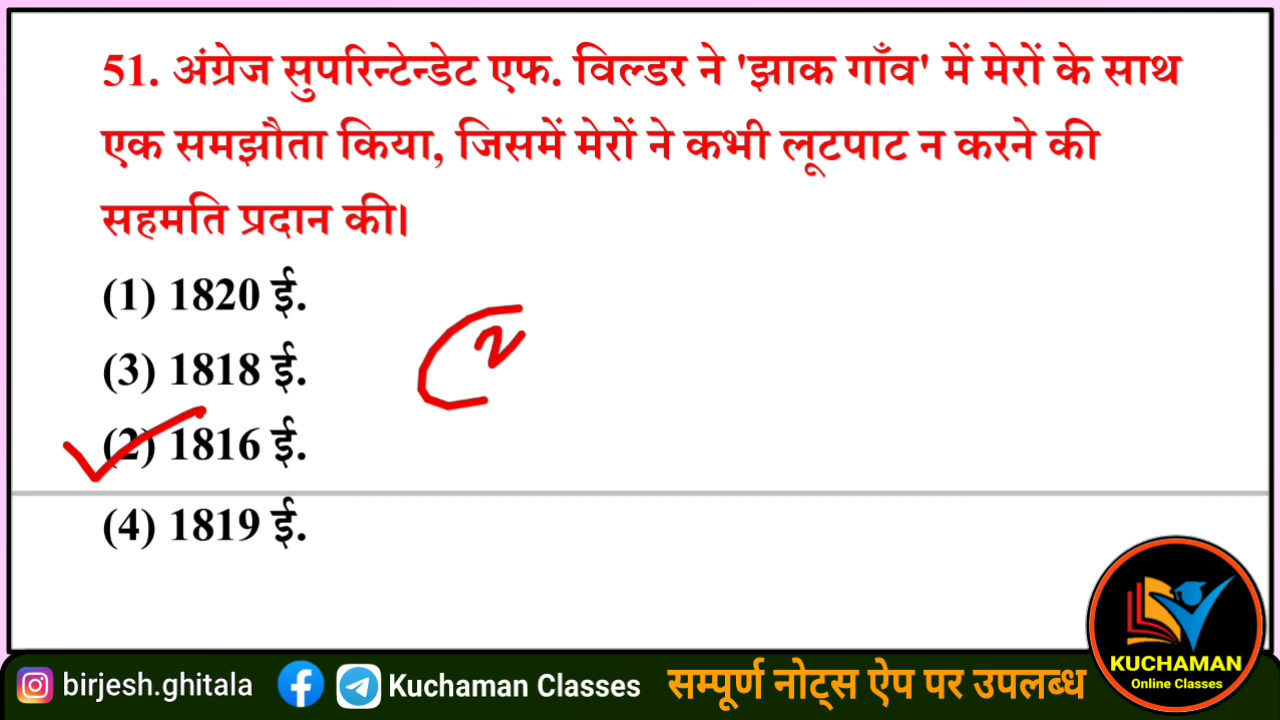 51. अंग्रेज सुपरिन्टेन्डेट एफ. विल्डर ने 'झाक गाँव' में मेरों के साथ
एक समझौता किया, जिसमें मेरों ने कभी लूटपाट न करने की
सहमति प्रदान की।
(1) 1820 ई.
(3) 1818 ई.
(2
(2) 1816 ई.
(4) 1819 ई.
KUCHAMAN
Online Classes
birjesh.ghitala
Kuchaman Classes
सम्पूर्ण नोट्स ऐप पर उपलब्ध